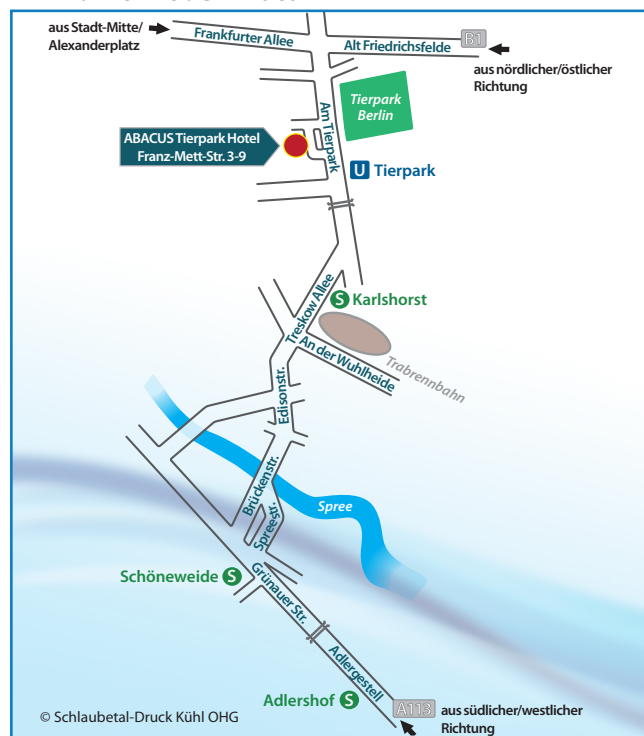 aus Stadt-Mitte/
Alexanderplatz
Frankfurter Allee
Alt Friedrichsfelde
B1
aus nördlicher/östlicher
Richtung
Tierpark
Berlin
Am Tierpark
ABACUS Tierpark Hotel
Franz-Mett-Str. 3-9
U Tierpark
S Karlshorst
Treskow Allee
An der Wuhlheide
Trabrennbahn
Edisonstr.
Brückenstr.
Spreestr.
Spree
Schöneweide S
Grünauer Str.
Adlergestell
Adlershof S
A113
aus südlicher/westlicher
Richtung
© Schlaubetal-Druck Kühl OHG